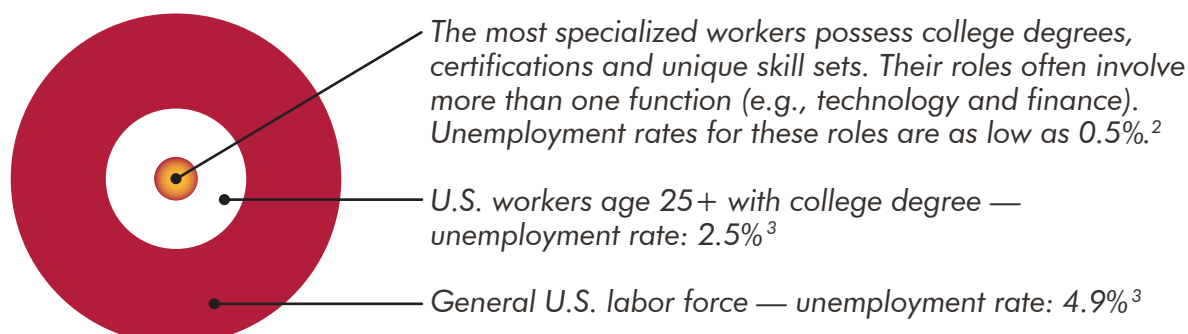 The most specialized workers possess college degrees,
certifications and unique skill sets. Their roles often involve
more than one function (e.g., technology and finance).
Unemployment rates for these roles are as low as 0.5%.²
U.S. workers age 25+ with college degree —
unemployment rate: 2.5%³
General U.S. labor force — unemployment rate: 4.9%³